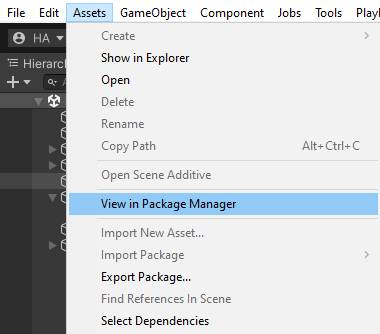 File Edit Assets GameObject Component Jobs Tools
HA
Hierarch
Create
Show in Explorer
Open
Delete
Rename
Copy Path Alt+Ctrl+C
Open Scene Additive
View in Package Manager
Import New Asset...
Import Package
Export Package...
Find References In Scene
Select Dependencies